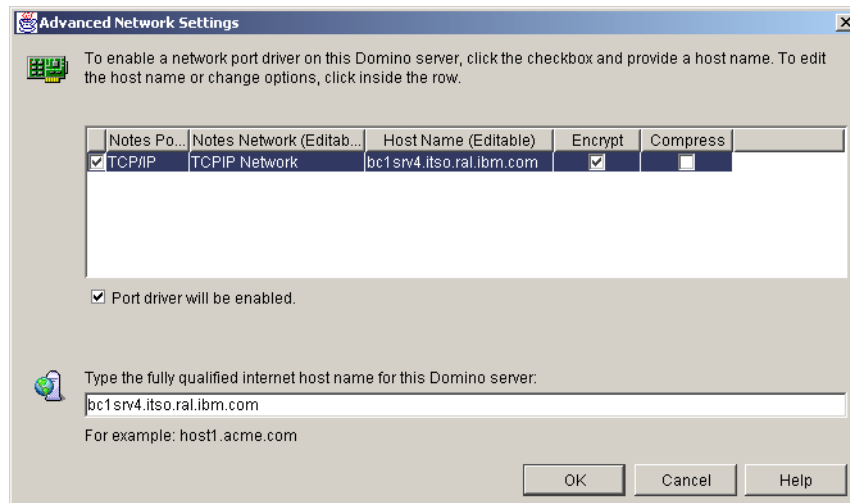 Advanced Network Settings
To enable a network port driver on this Domino server, click the checkbox and provide a host name. To edit
the host name or change options, click inside the row.
Notes Po... Notes Network (Editab... Host Name (Editable) Encrypt Compress
TCP/IP TCPIP Network bc1srv4.itso.ral.ibm.com
Port driver will be enabled.
Type the fully qualified internet host name for this Domino server:
bc1srv4.itso.ral.ibm.com
For example: host1.acme.com
OK Cancel Help